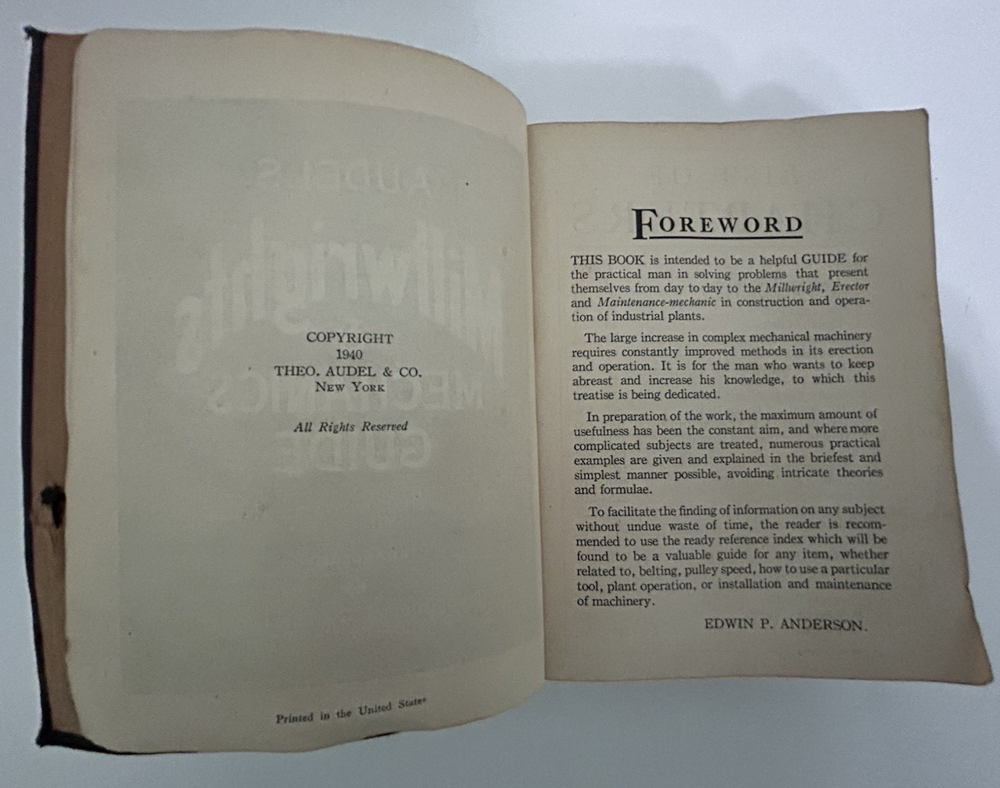 COPYRIGHT
1940
THEO. AUDEL & CO.
NEW YORK
All Rights Reserved
Printed in the United States
FOREWORD
THIS BOOK is intended to be a helpful GUIDE for
the practical man in solving problems that present
themselves from day to day to the Millwright, Erector
and Maintenance-mechanic in construction and opera-
tion of industrial plants.
The large increase in complex mechanical machinery
requires constantly improved methods in its erection
and operation. It is for the man who wants to keep
abreast and increase his knowledge, to which this
treatise is being dedicated.
In preparation of the work, the maximum amount of
usefulness has been the constant aim, and where more
complicated subjects are treated, numerous practical
examples are given and explained in the briefest and
simplest manner possible, avoiding intricate theories
and formulae.
To facilitate the finding of information on any subject
without undue waste of time, the reader is recom-
mended to use the ready reference index which will be
found to be a valuable guide for any item, whether
related to, belting, pulley speed, how to use a particular
tool, plant operation, or installation and maintenance
of machinery.
EDWIN P. ANDERSON.
AUDELS
Millwrights
MECHANICS
GUIDE